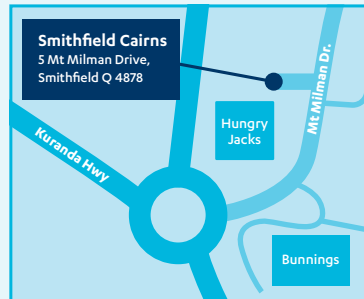 Smithfield Cairns
5 Mt Milman Drive,
Smithfield Q 4878
Mt Milman Dr.
Hungry
Jacks
Kuranda Hwy
Bunnings